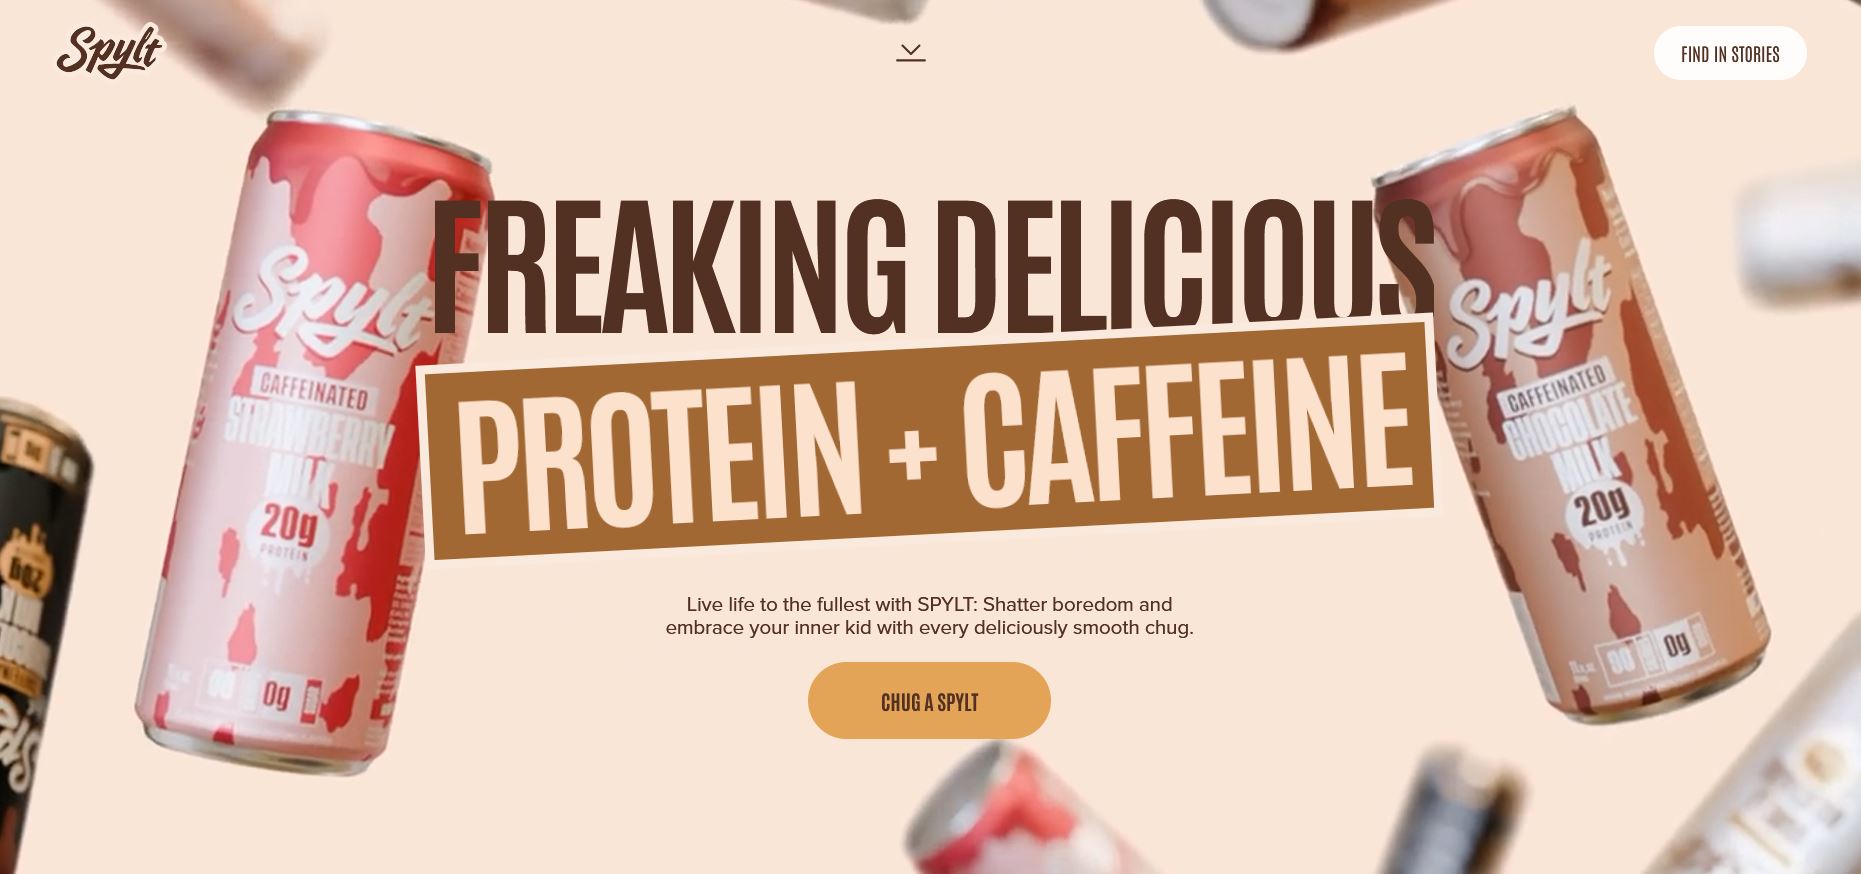 Spylt
FIND IN STORIES
FREAKING DELICIOUS
PROTEIN + CAFFEINE
Live life to the fullest with SPYLT: Shatter boredom and
embrace your inner kid with every deliciously smooth chug.
CHUG A SPYLT
Spylt
CAFFEINATED
STRAWBERRY
MILK
20g
PROTEIN
0g
Spylt
CAFFEINATED
CHOCOLATE
MILK
20g
PROTEIN
0g
20g